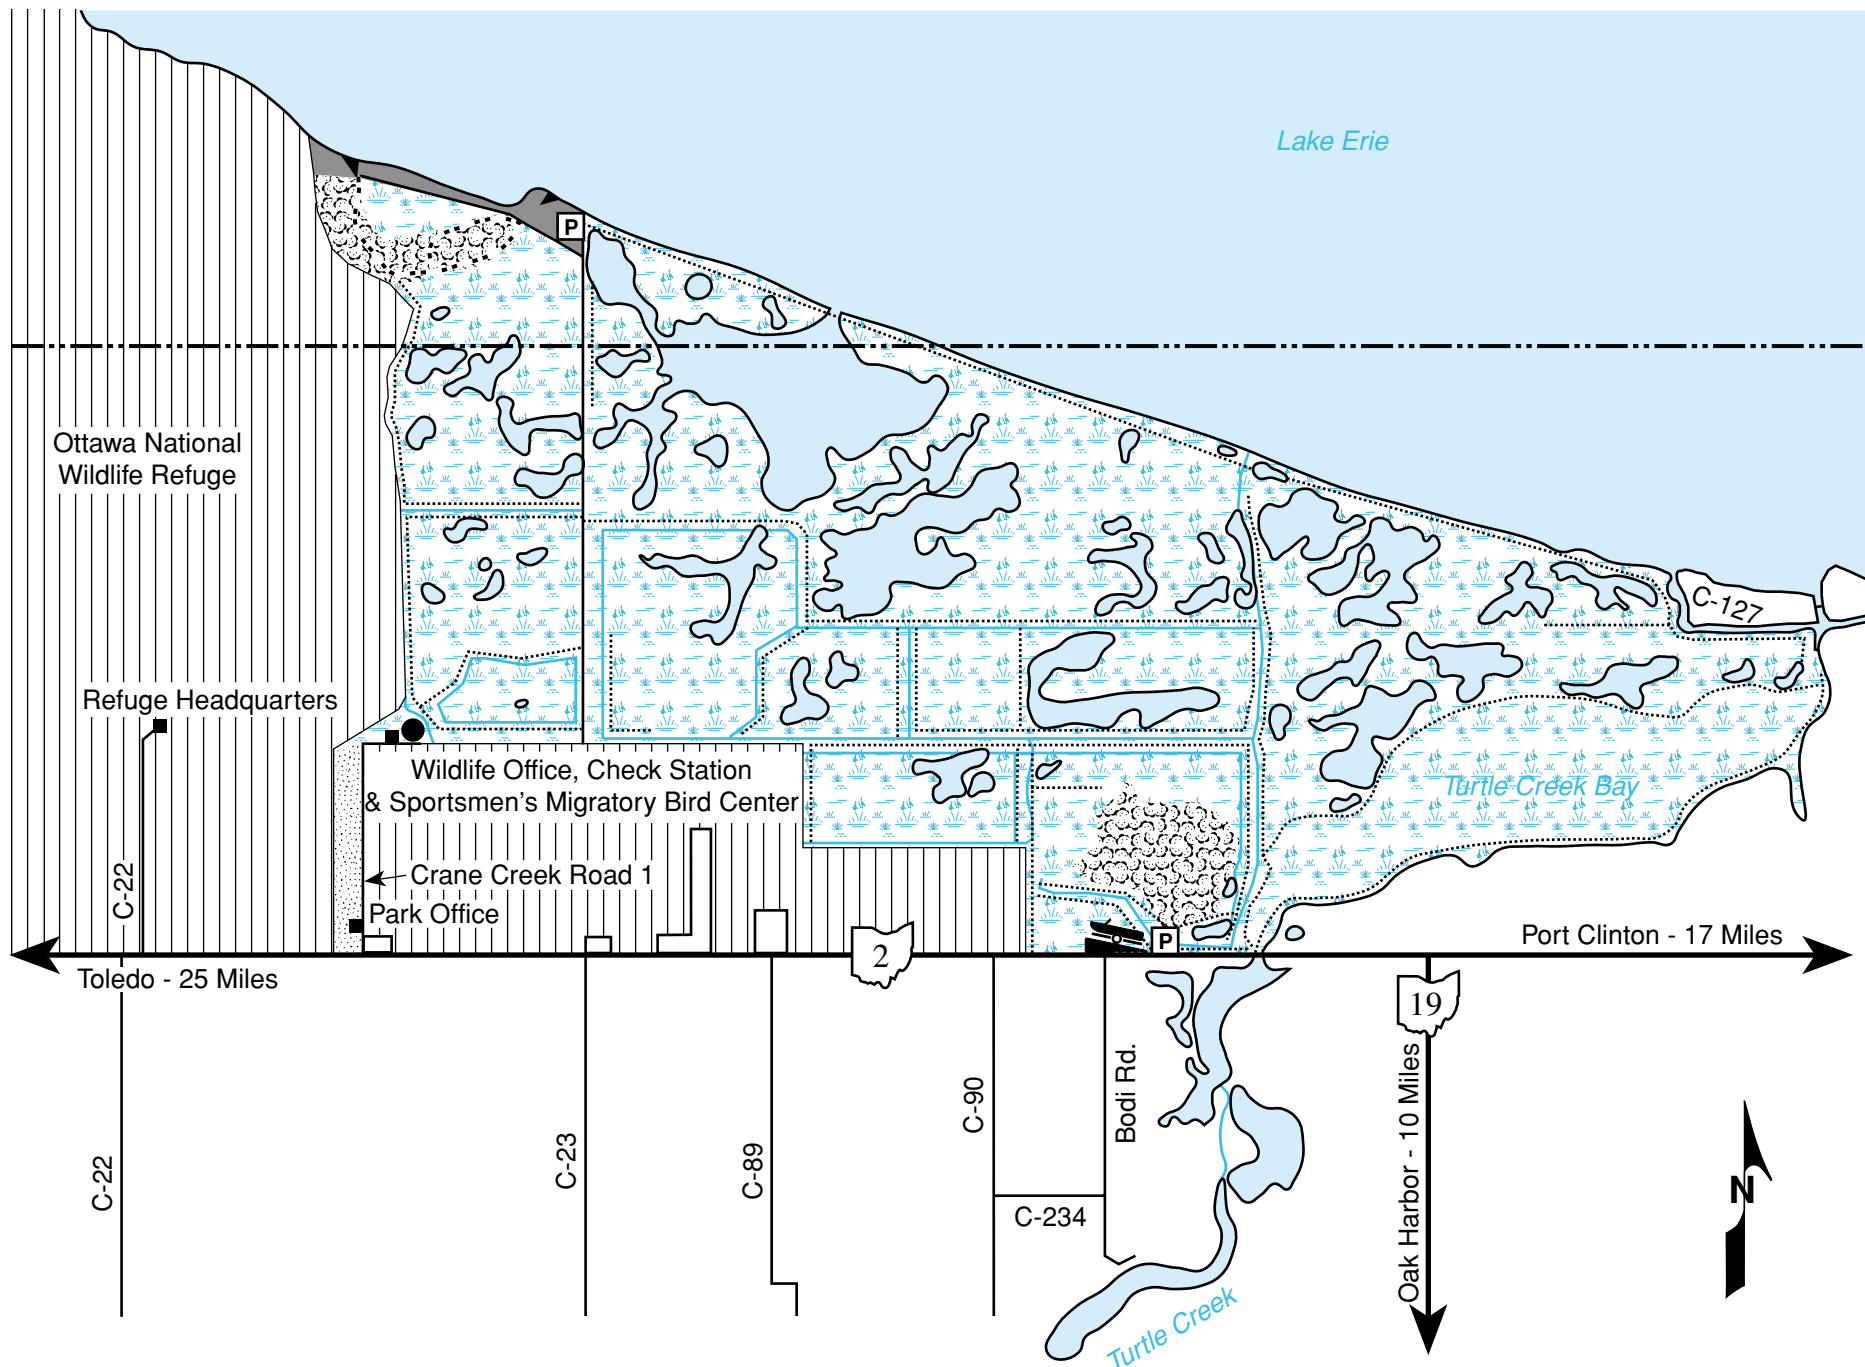 Lake Erie
P
Ottawa National
Wildlife Refuge
C-127
Refuge Headquarters
Wildlife Office, Check Station
& Sportsmen's Migratory Bird Center
Turtle Creek Bay
C-22
Crane Creek Road 1
Park Office
2
P
Port Clinton - 17 Miles
Toledo - 25 Miles
19
C-22
C-23
C-89
C-90
Bodi Rd.
C-234
Oak Harbor - 10 Miles
N
Turtle Creek